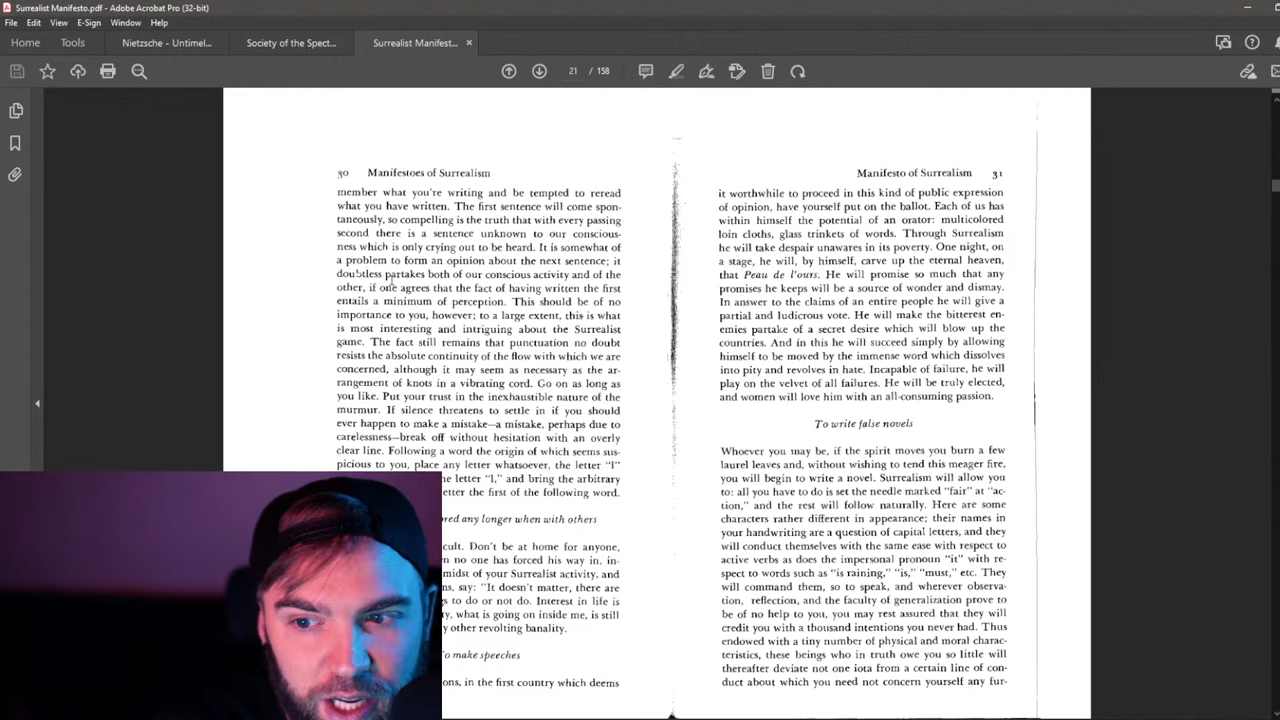 Surrealist Manifesto.pdf - Adobe Acrobat Pro (32-bit)
File Edit View E-Sign Window Help
Home Tools Nietzsche - Untimel... Society of the Spect... Surrealist Manifest... ×
21 / 158
30 Manifestoes of Surrealism
member what you're writing and be tempted to reread
what you have written. The first sentence will come spon-
taneously, so compelling is the truth that with every passing
second there is a sentence unknown to our conscious-
ness which is only crying out to be heard. It is somewhat of
a problem to form an opinion about the next sentence; it
doubtless partakes both of our conscious activity and of the
other, if one agrees that the fact of having written the first
entails a minimum of perception. This should be of no
importance to you, however; to a large extent, this is what
is most interesting and intriguing about the Surrealist
game. The fact still remains that punctuation no doubt
resists the absolute continuity of the flow with which we are
concerned, although it may seem as necessary as the ar-
rangement of knots in a vibrating cord. Go on as long as
you like. Put your trust in the inexhaustible nature of the
murmur. If silence threatens to settle in if you should
ever happen to make a mistake—a mistake, perhaps due to
carelessness—break off without hesitation with an overly
clear line. Following a word the origin of which seems sus-
picious to you, place any letter whatsoever, the letter "l"
he letter "l," and bring the arbitrary
etter the first of the following word.
red any longer when with others
cult. Don't be at home for anyone,
n no one has forced his way in, in-
midst of your Surrealist activity, and
ns, say: "It doesn't matter, there are
gs to do or not do. Interest in life is
ty, what is going on inside me, is still
y other revolting banality.
To make speeches
ons, in the first country which deems
Manifesto of Surrealism 31
it worthwhile to proceed in this kind of public expression
of opinion, have yourself put on the ballot. Each of us has
within himself the potential of an orator: multicolored
loin cloths, glass trinkets of words. Through Surrealism
he will take despair unawares in its poverty. One night, on
a stage, he will, by himself, carve up the eternal heaven,
that Peau de l'ours. He will promise so much that any
promises he keeps will be a source of wonder and dismay.
In answer to the claims of an entire people he will give a
partial and ludicrous vote. He will make the bitterest en-
emies partake of a secret desire which will blow up the
countries. And in this he will succeed simply by allowing
himself to be moved by the immense word which dissolves
into pity and revolves in hate. Incapable of failure, he will
play on the velvet of all failures. He will be truly elected,
and women will love him with an all-consuming passion.
To write false novels
Whoever you may be, if the spirit moves you burn a few
laurel leaves and, without wishing to tend this meager fire,
you will begin to write a novel. Surrealism will allow you
to: all you have to do is set the needle marked "fair" at "ac-
tion," and the rest will follow naturally. Here are some
characters rather different in appearance; their names in
your handwriting are a question of capital letters, and they
will conduct themselves with the same ease with respect to
active verbs as does the impersonal pronoun "it" with re-
spect to words such as "is raining," "is," "must," etc. They
will command them, so to speak, and wherever observa-
tion, reflection, and the faculty of generalization prove to
be of no help to you, you may rest assured that they will
credit you with a thousand intentions you never had. Thus
endowed with a tiny number of physical and moral charac-
teristics, these beings who in truth owe you so little will
thereafter deviate not one iota from a certain line of con-
duct about which you need not concern yourself any fur-